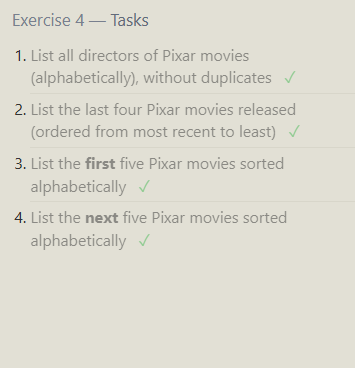 Exercise 4 — Tasks
1. List all directors of Pixar movies
(alphabetically), without duplicates ✓
2. List the last four Pixar movies released
(ordered from most recent to least) ✓
3. List the first five Pixar movies sorted
alphabetically ✓
4. List the next five Pixar movies sorted
alphabetically ✓